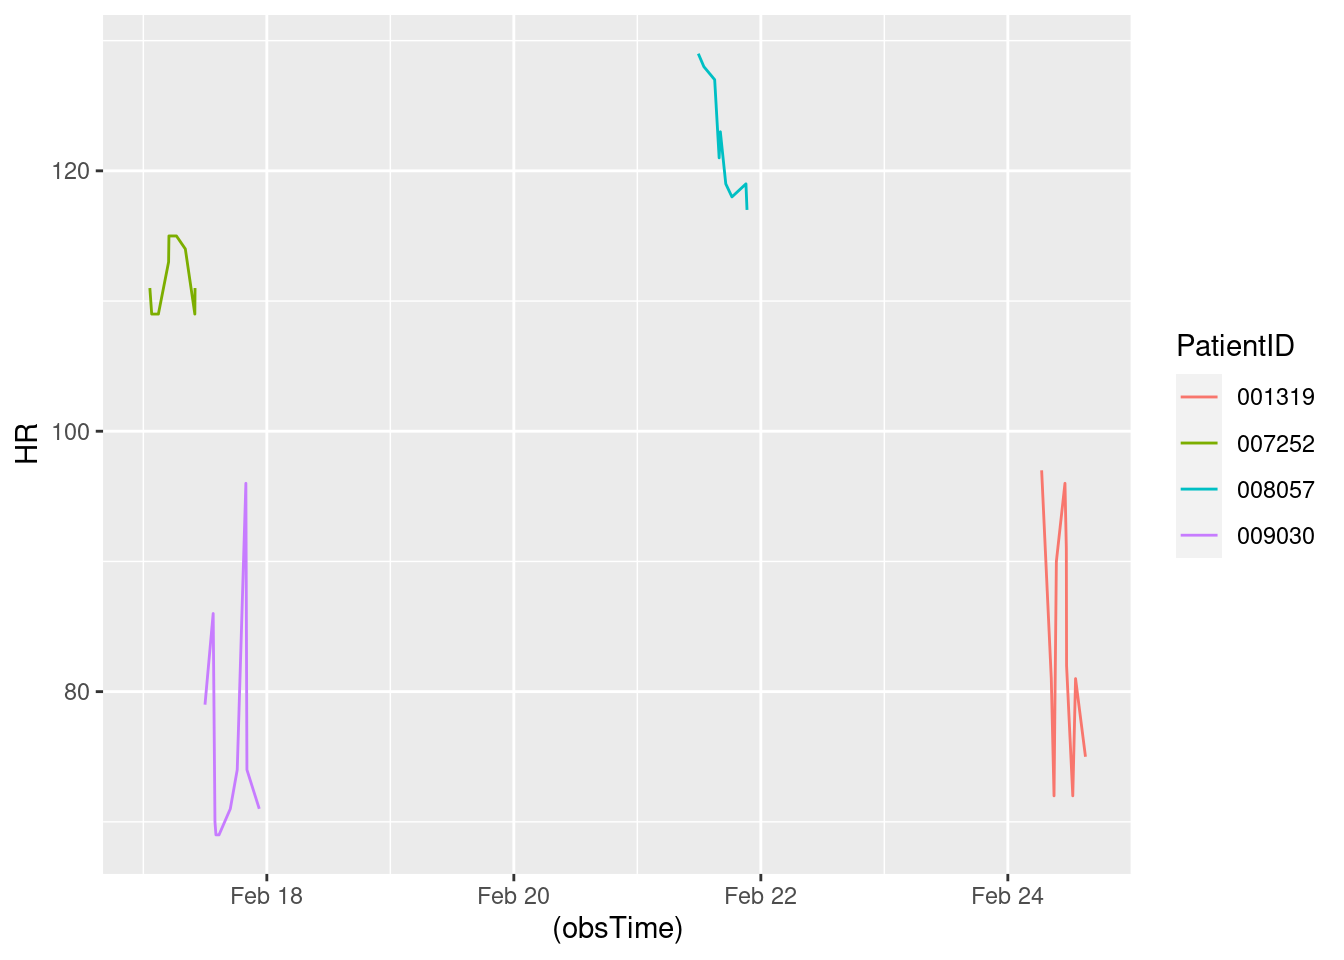 120
100
80
HR
Feb 18
Feb 20
Feb 22
Feb 24
(obsTime)
PatientID
001319
007252
008057
009030